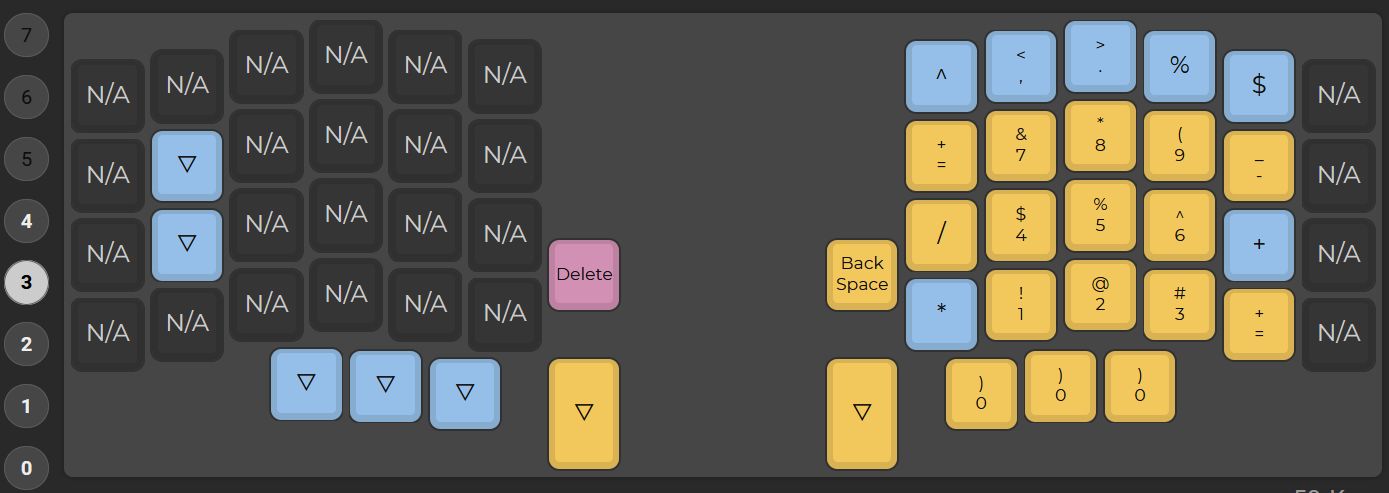 7
6
5
4
3
2
1
0
N/A N/A N/A N/A N/A N/A
N/A ▽ N/A N/A N/A N/A
N/A ▽ N/A N/A N/A N/A
N/A N/A N/A N/A N/A N/A
Delete
▽ ▽ ▽ ▽
^ < > % $ N/A
, .
+ & * ( _ N/A
= 7 8 9 -
/ $ % ^ + N/A
4 5 6
Back
Space
* ! @ # + N/A
1 2 3 =
▽ ) ) )
0 0 0